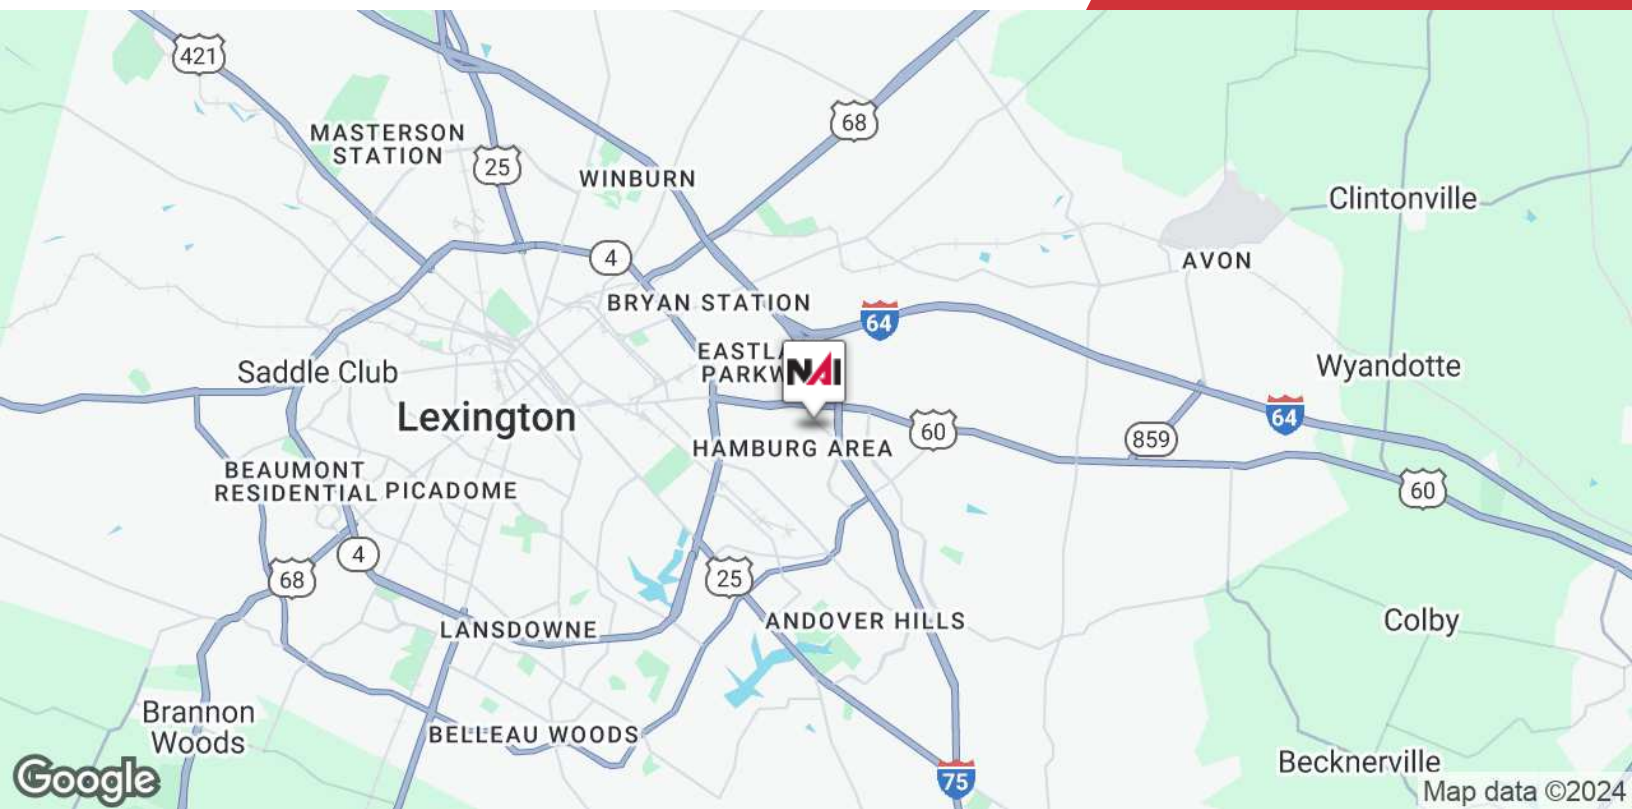 421
68
MASTERSON
STATION
25
WINBURN
Clintonville
4
AVON
BRYAN STATION
64
EASTLA
PARKW
NAI
Saddle Club
Wyandotte
Lexington
64
60
859
HAMBURG AREA
BEAUMONT
RESIDENTIAL
PICADOME
60
4
68
25
ANDOVER HILLS
Colby
LANSDOWNE
Brannon
Woods
BELLEAU WOODS
Becknerville
75
Google
Map data ©2024